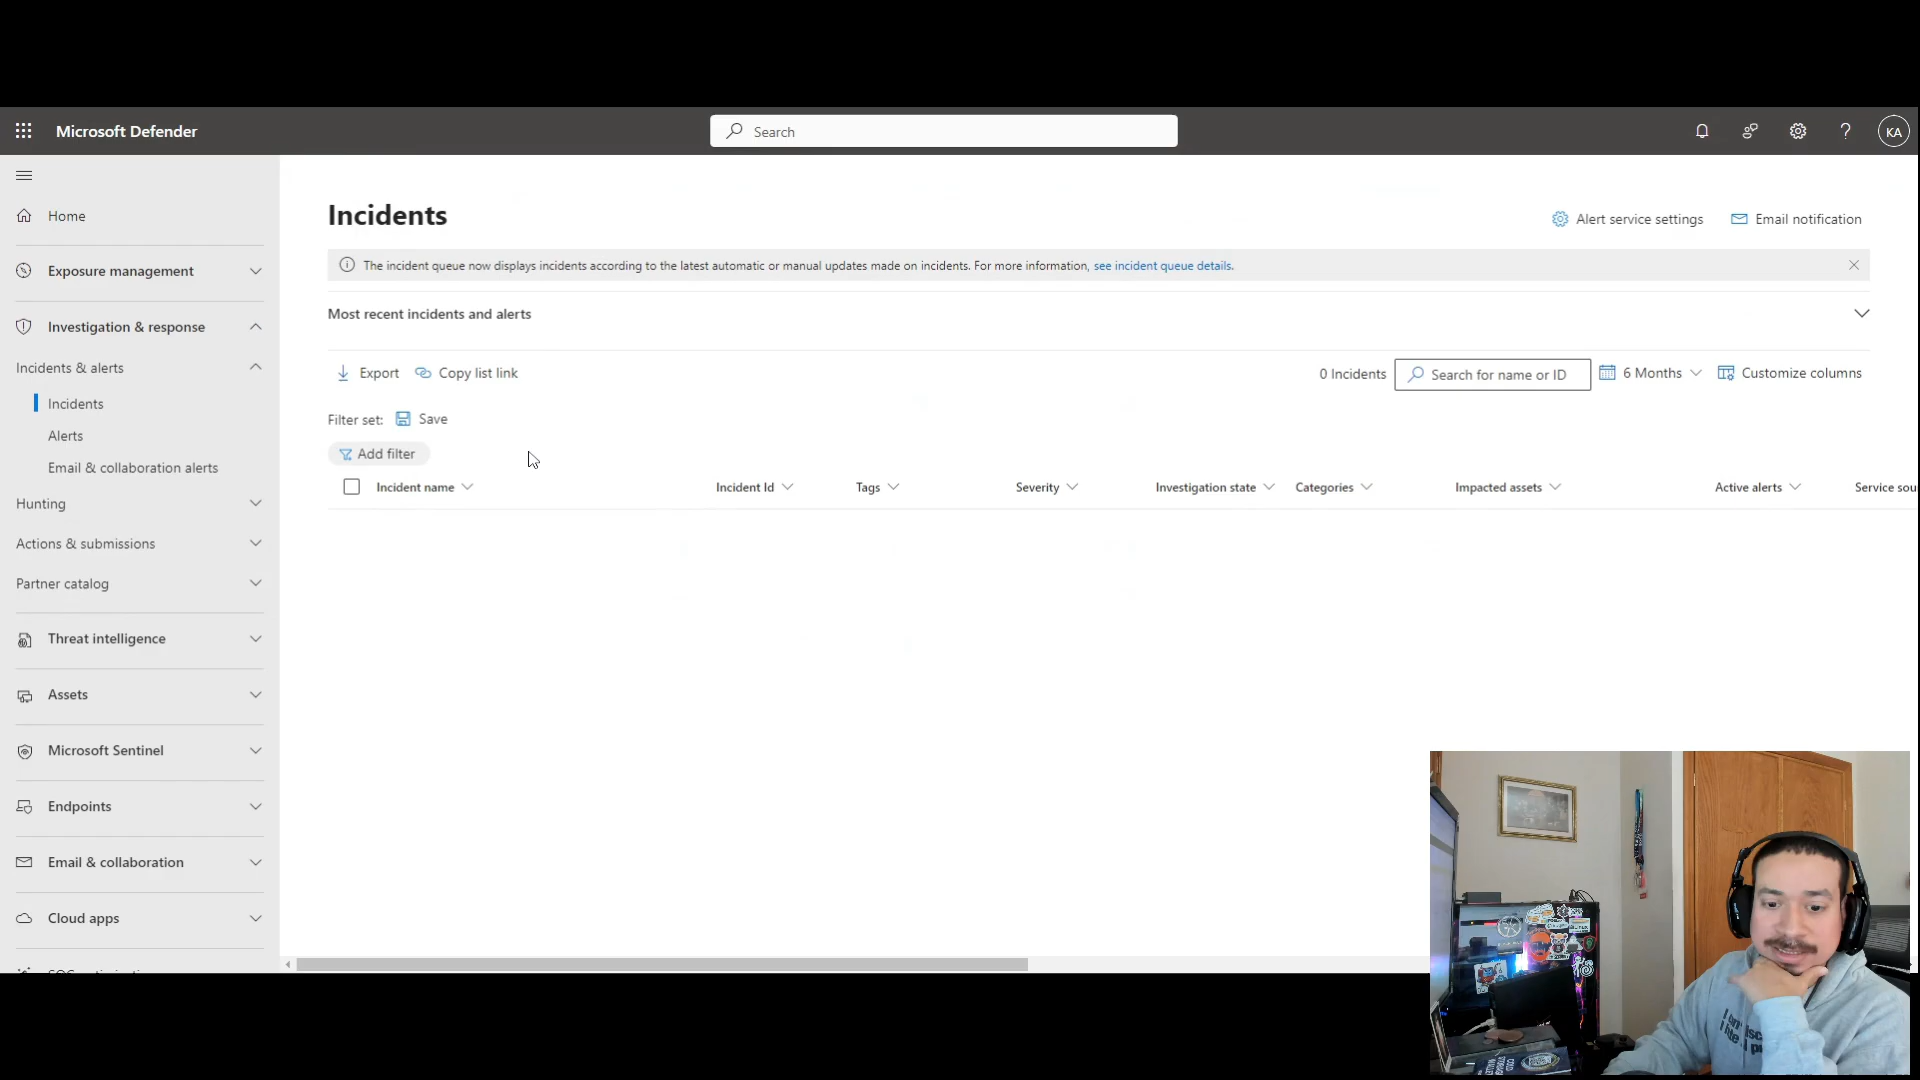 Microsoft Defender
Search
KA
Home
Exposure management
Investigation & response
Incidents & alerts
Incidents
Alerts
Email & collaboration alerts
Hunting
Actions & submissions
Partner catalog
Threat intelligence
Assets
Microsoft Sentinel
Endpoints
Email & collaboration
Cloud apps
Incidents
Alert service settings
Email notification
The incident queue now displays incidents according to the latest automatic or manual updates made on incidents. For more information, see incident queue details.
Most recent incidents and alerts
Export
Copy list link
0 Incidents
Search for name or ID
6 Months
Customize columns
Filter set:
Save
Add filter
Incident name
Incident Id
Tags
Severity
Investigation state
Categories
Impacted assets
Active alerts
Service sou